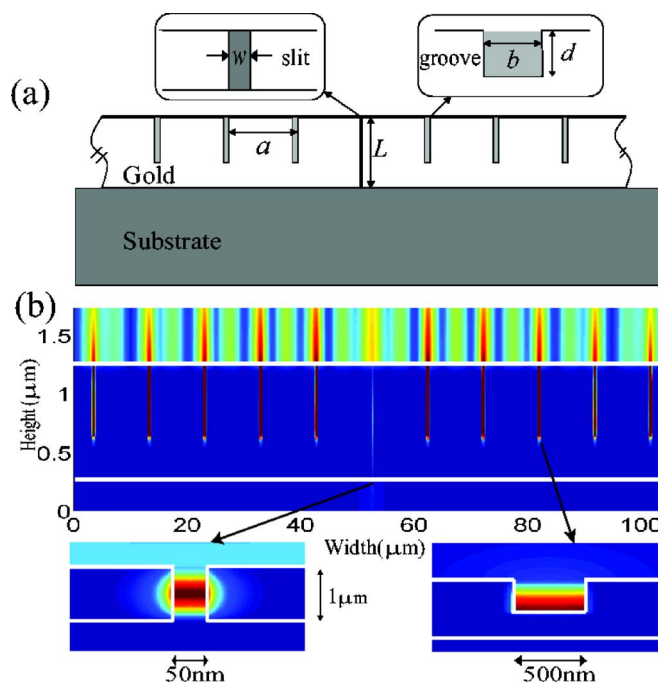 (a)
w
slit
groove
b
d
a
L
Gold
Substrate
(b)
1.5
1
0.5
0
Height(μm)
0
20
40
60
80
100
Width(μm)
1μm
50nm
500nm